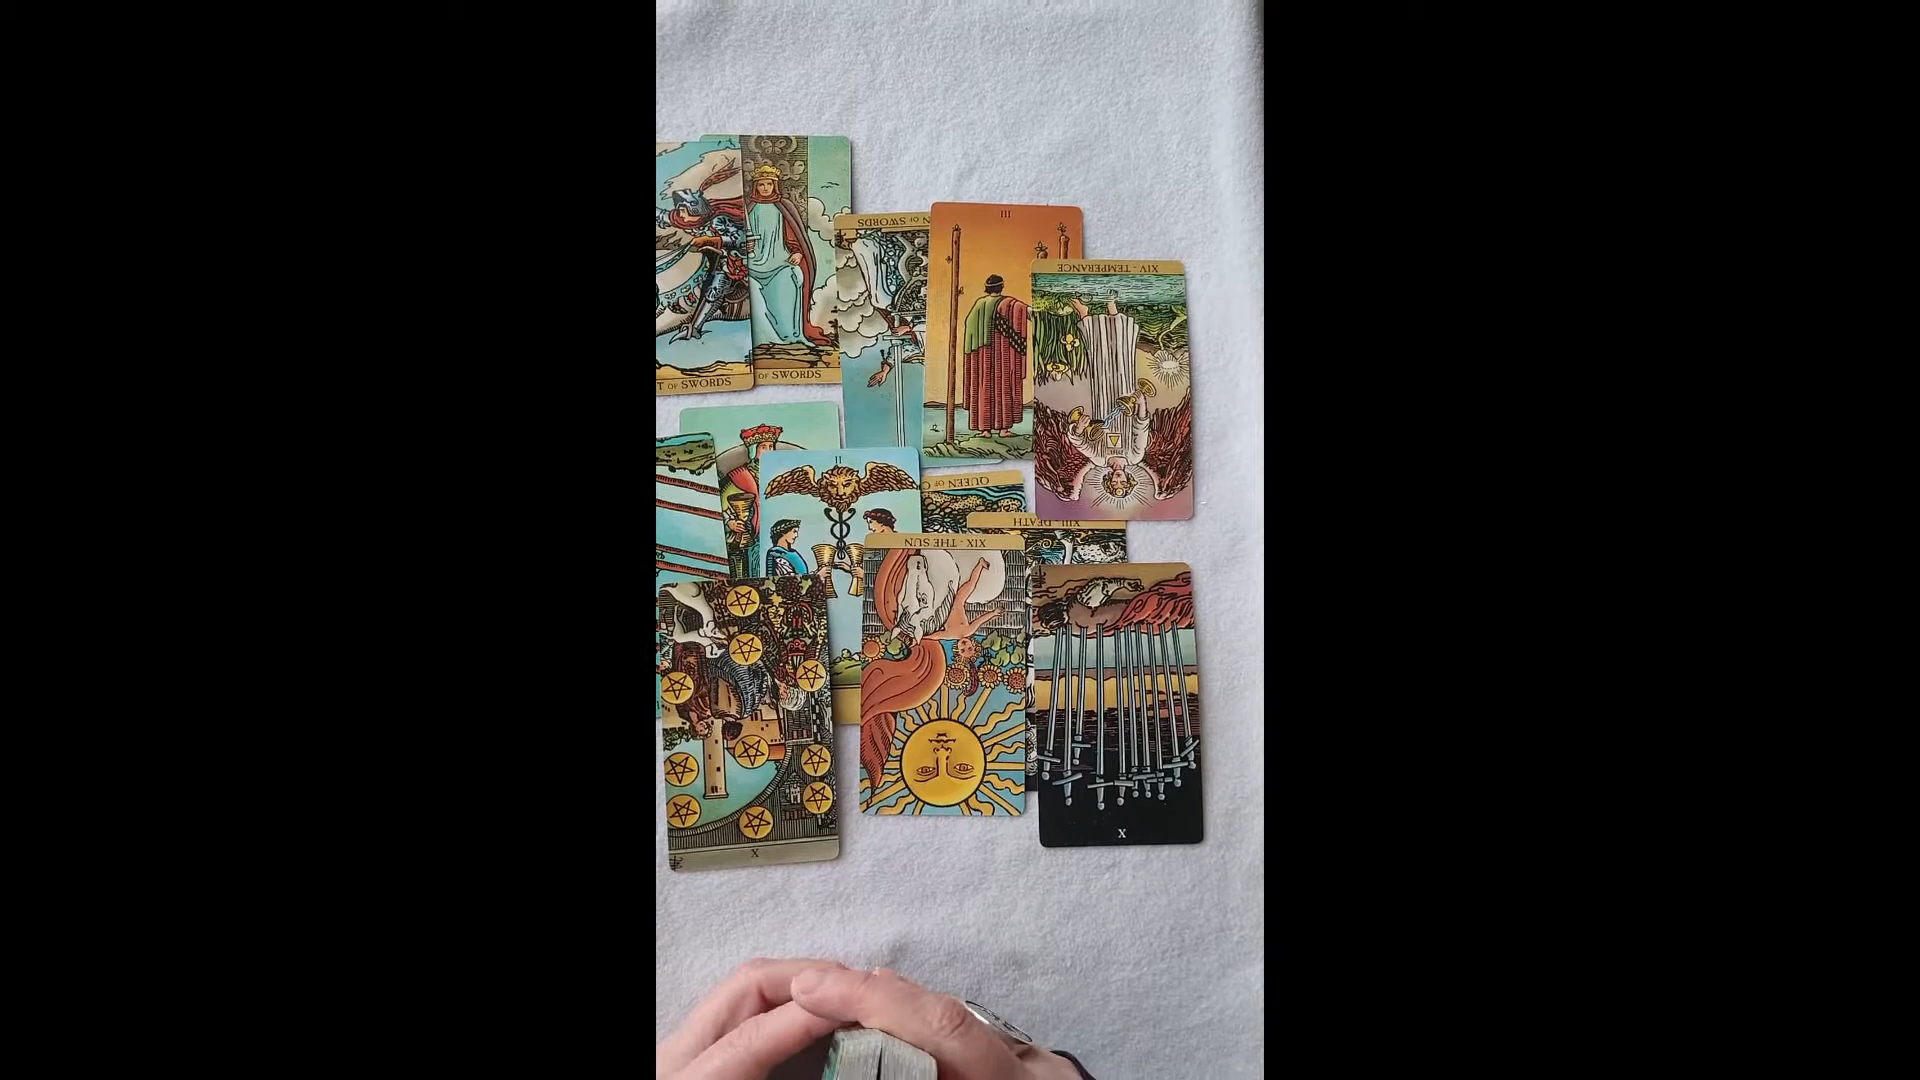 T OF SWORDS
OF SWORDS
N OF SWORDS
III
XIV - TEMPERANCE
II
QUEEN OF
XIII - DEATH
XIX - THE SUN
X
X